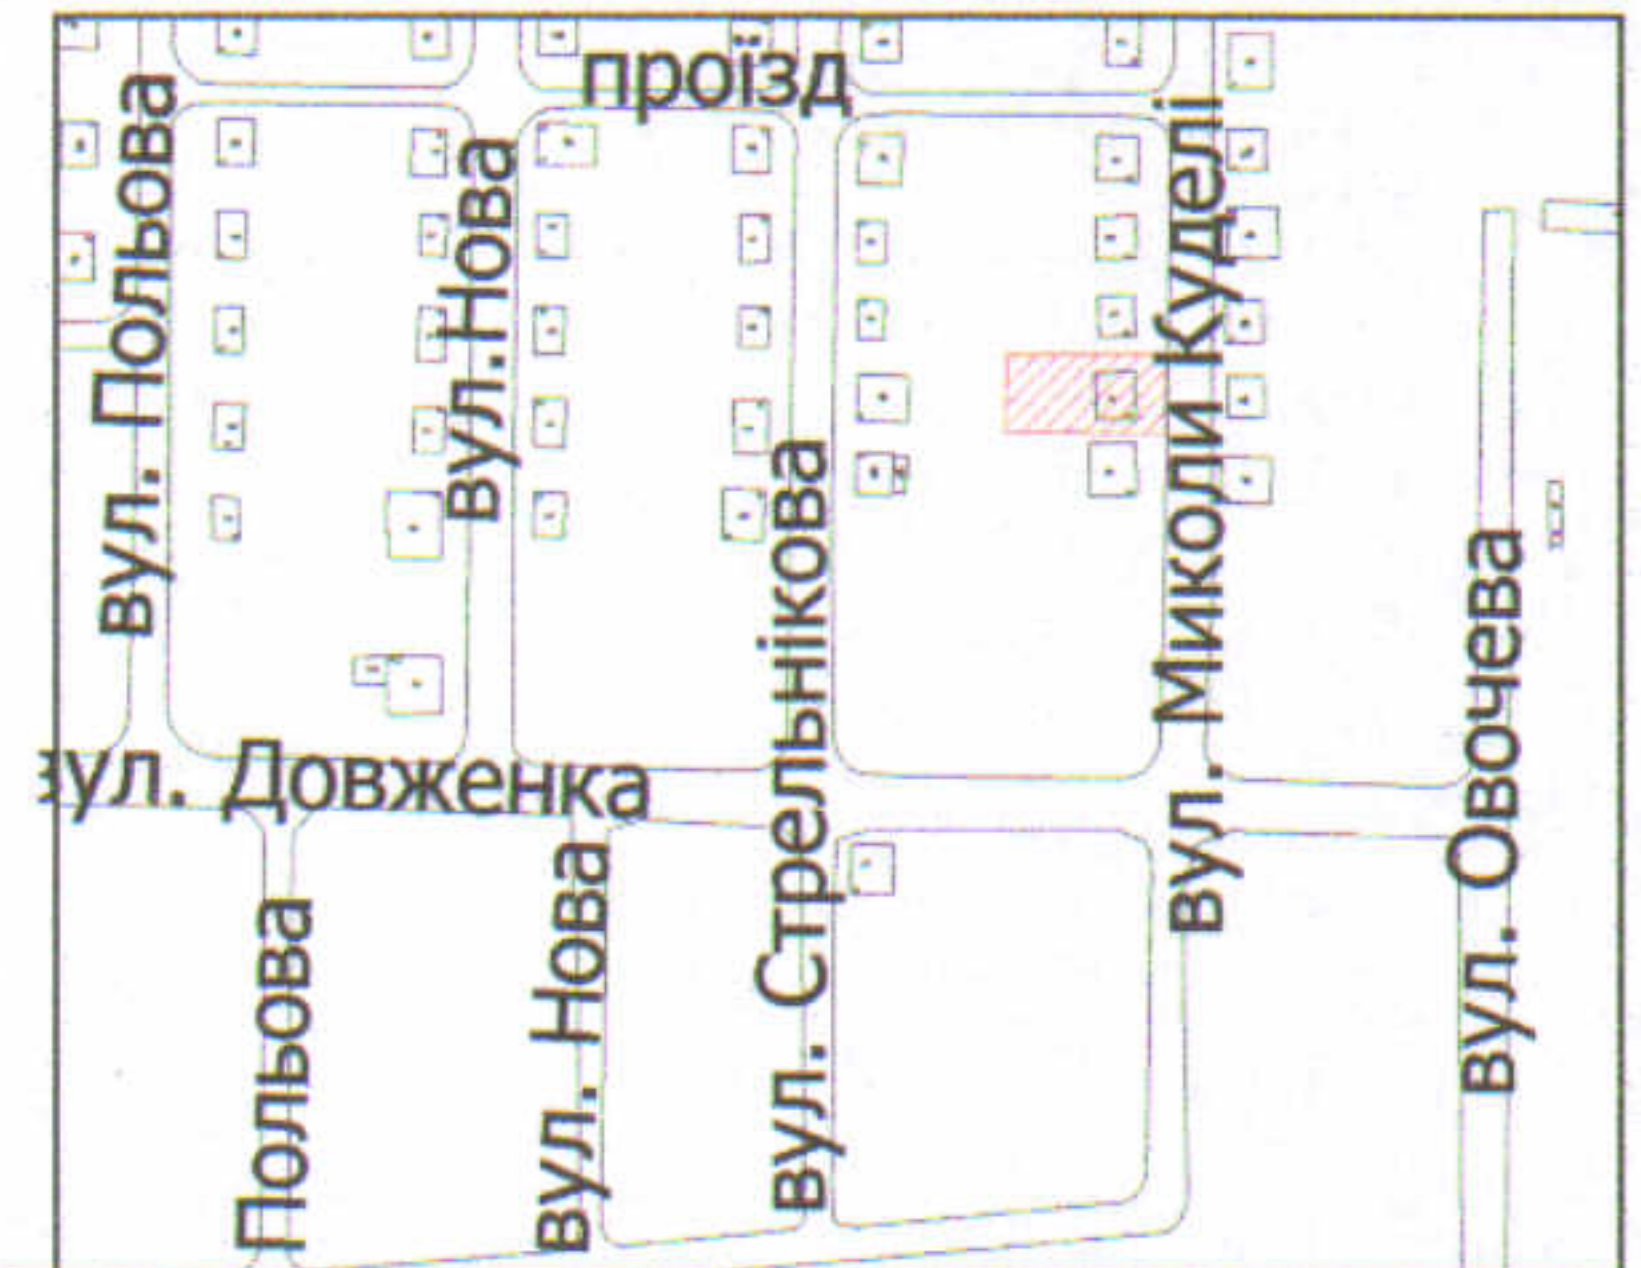 проїзд
вул. Польова
вул.Нова
вул. Стрельнікова
вул. Миколи Куделі
вул. Овочева
вул. Довженка
Польова
вул. Нова